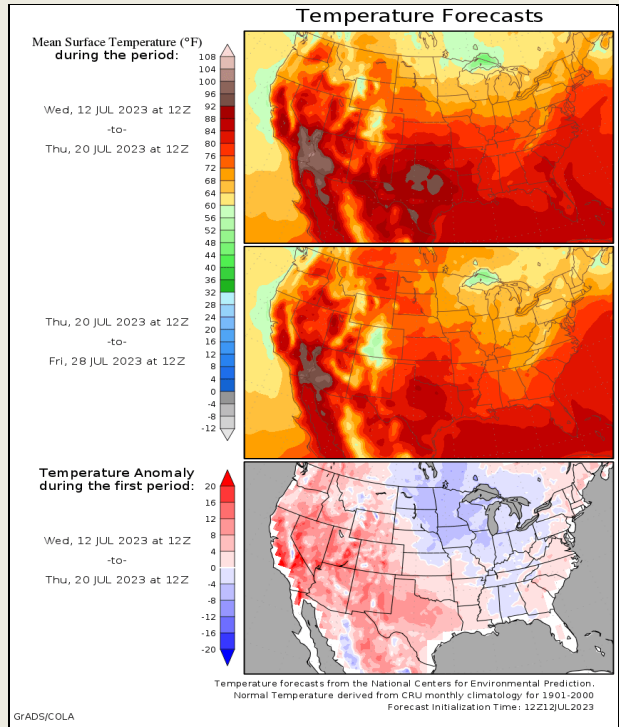 Temperature Forecasts
Mean Surface Temperature (°F)
during the period:
Wed, 12 JUL 2023 at 12Z
-to-
Thu, 20 JUL 2023 at 12Z
108
104
100
96
92
88
84
80
76
72
68
64
60
56
52
48
44
40
36
32
28
24
20
16
12
8
4
0
-4
-8
-12
Thu, 20 JUL 2023 at 12Z
-to-
Fri, 28 JUL 2023 at 12Z
Temperature Anomaly
during the first period:
Wed, 12 JUL 2023 at 12Z
-to-
Thu, 20 JUL 2023 at 12Z
20
16
12
8
4
0
-4
-8
-12
-16
-20
Temperature forecasts from the National Centers for Environmental Prediction.
Normal Temperature derived from CRU monthly climatology for 1901-2000
Forecast Initialization Time: 12Z12JUL2023
GrADS/COLA